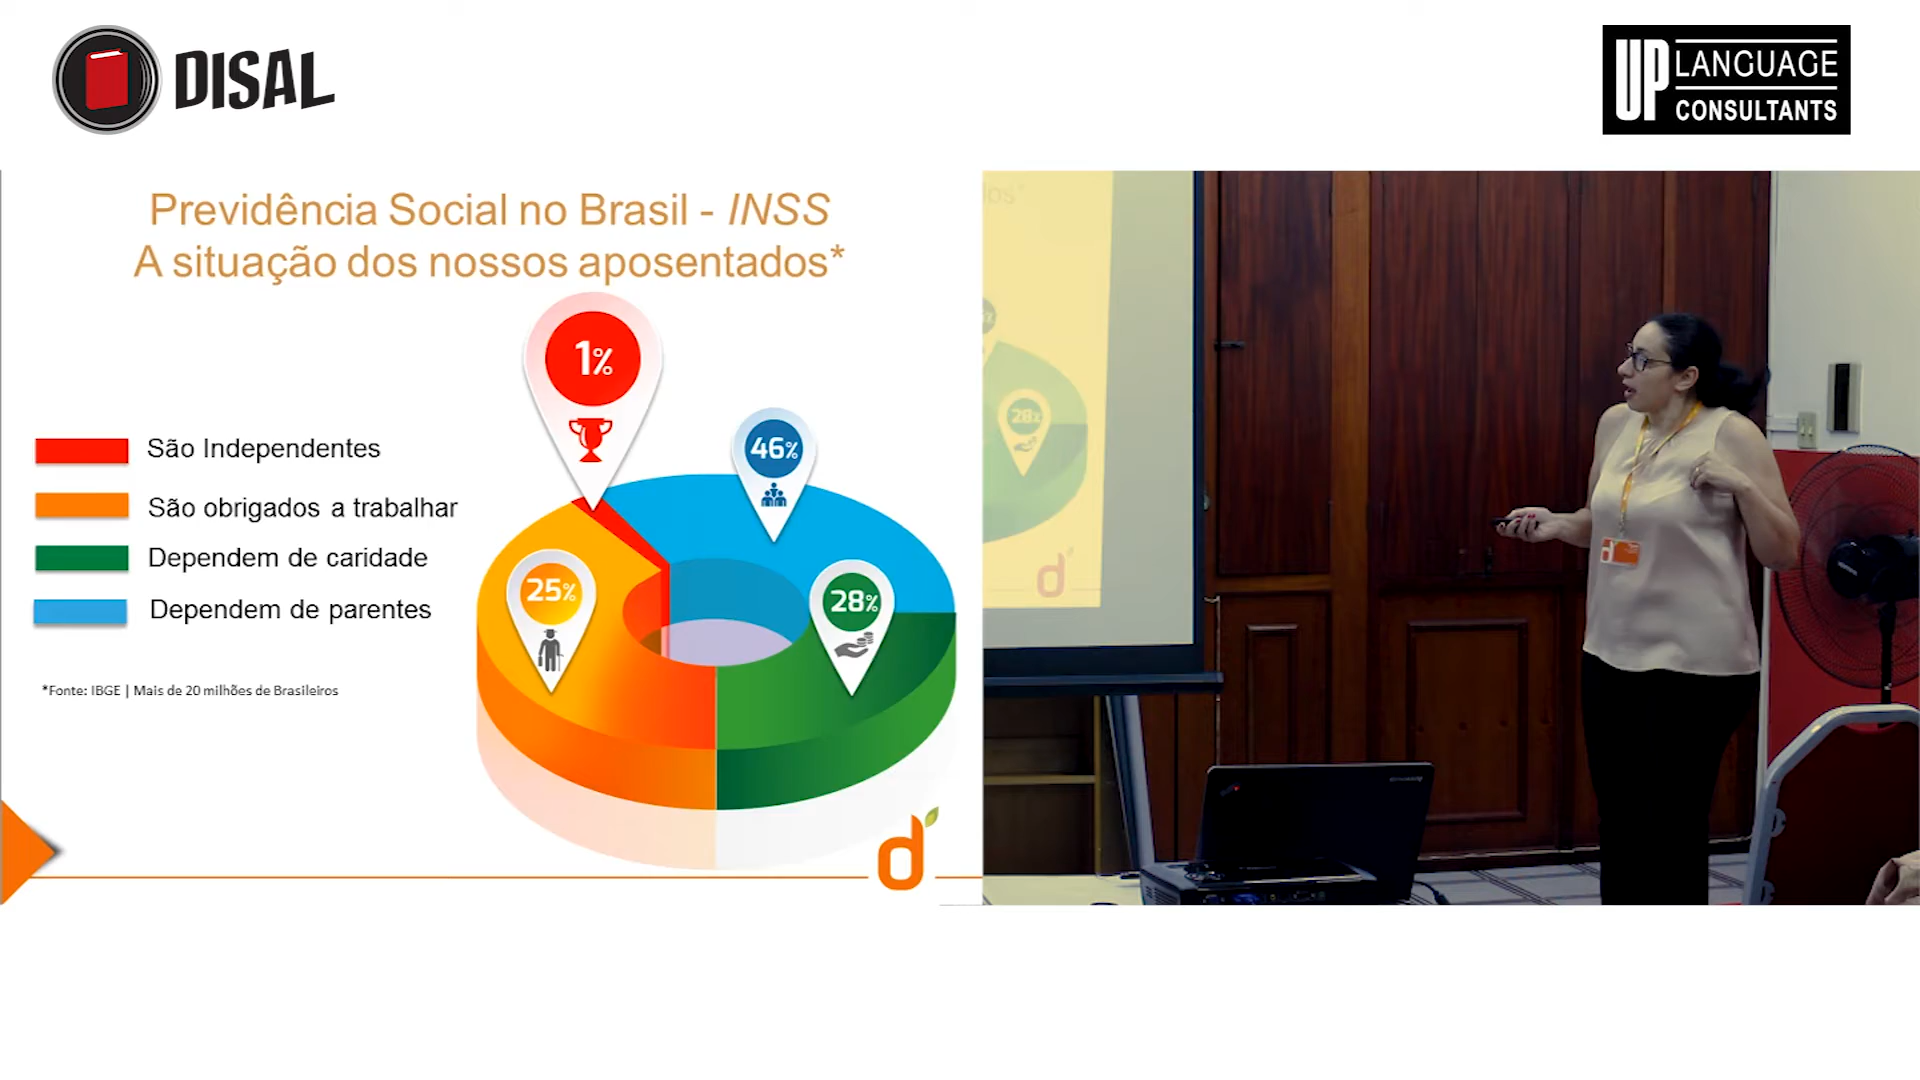 DISAL
UP LANGUAGE
CONSULTANTS
Previdência Social no Brasil - INSS
A situação dos nossos aposentados*
1%
46%
25%
28%
São Independentes
São obrigados a trabalhar
Dependem de caridade
Dependem de parentes
*Fonte: IBGE | Mais de 20 milhões de Brasileiros
d
28%
d